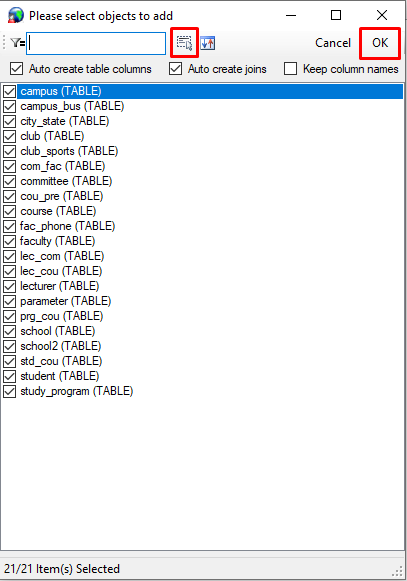 Please select objects to add
Cancel
OK
Auto create table columns
Auto create joins
Keep column names
campus (TABLE)
campus_bus (TABLE)
city_state (TABLE)
club (TABLE)
club_sports (TABLE)
com_fac (TABLE)
committee (TABLE)
cou_pre (TABLE)
course (TABLE)
fac_phone (TABLE)
faculty (TABLE)
lec_com (TABLE)
lec_cou (TABLE)
lecturer (TABLE)
parameter (TABLE)
prg_cou (TABLE)
school (TABLE)
school2 (TABLE)
std_cou (TABLE)
student (TABLE)
study_program (TABLE)
21/21 Item(s) Selected